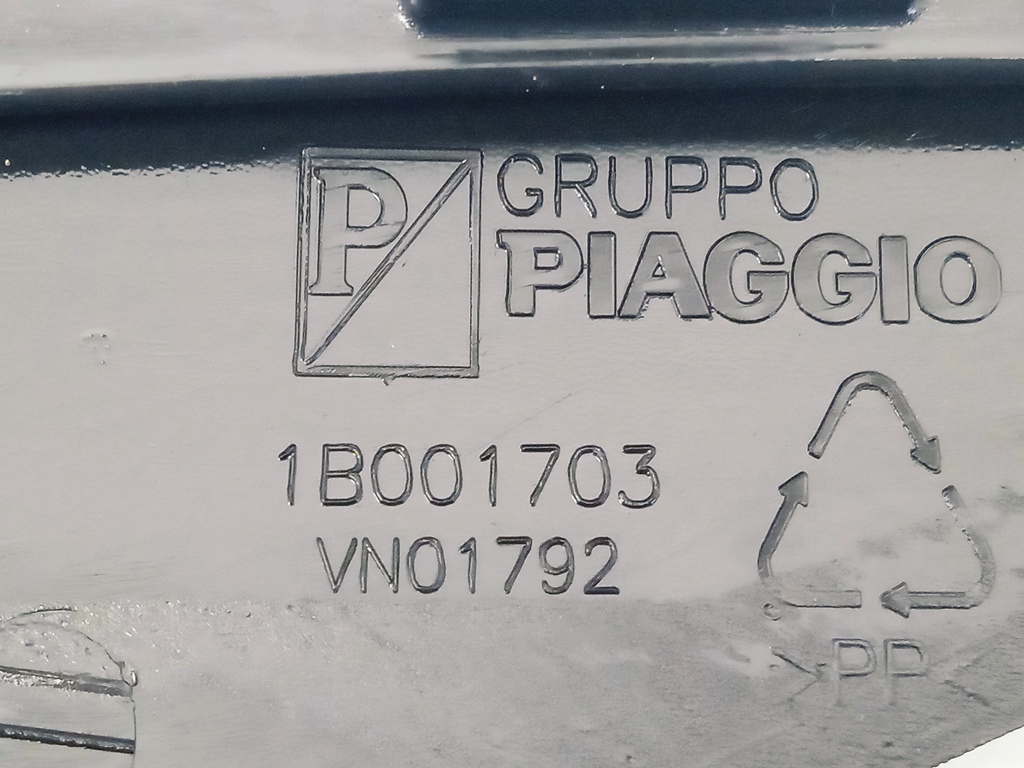 P
GRUPPO
PIAGGIO
1B001703
VN01792
>PP<